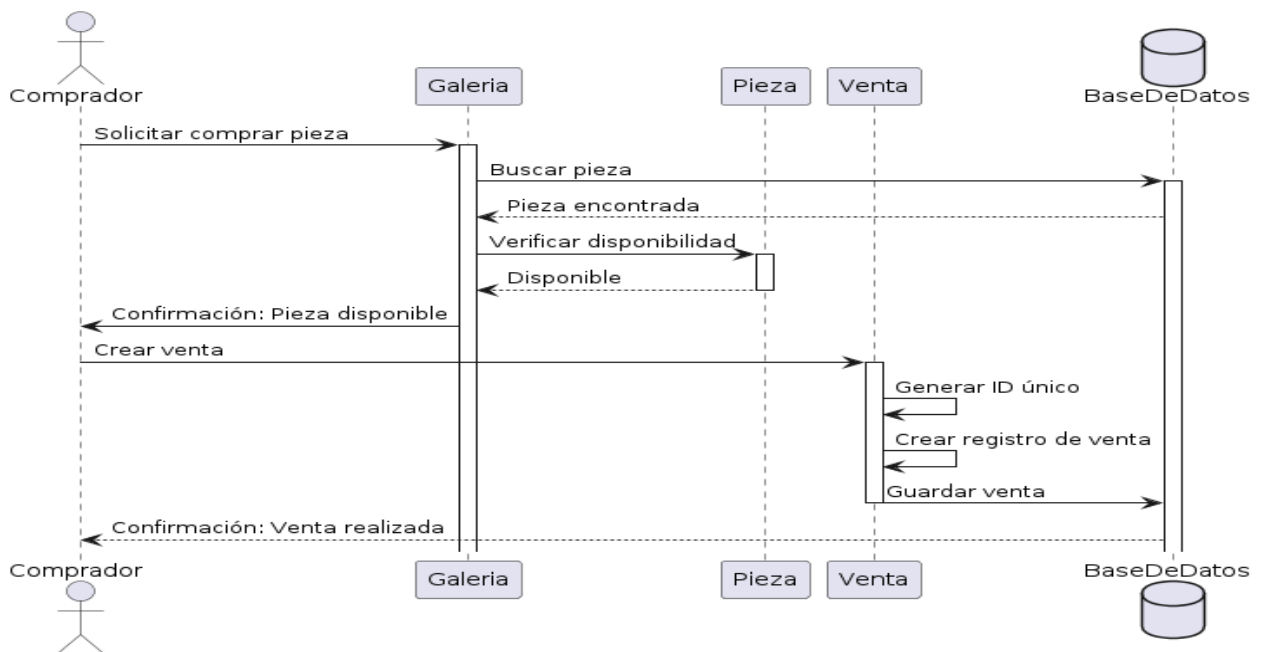 Comprador
Galeria
Pieza
Venta
BaseDeDatos
Solicitar comprar pieza
Buscar pieza
Pieza encontrada
Verificar disponibilidad
Disponible
Confirmación: Pieza disponible
Crear venta
Generar ID único
Crear registro de venta
Guardar venta
Confirmación: Venta realizada
Comprador
Galeria
Pieza
Venta
BaseDeDatos